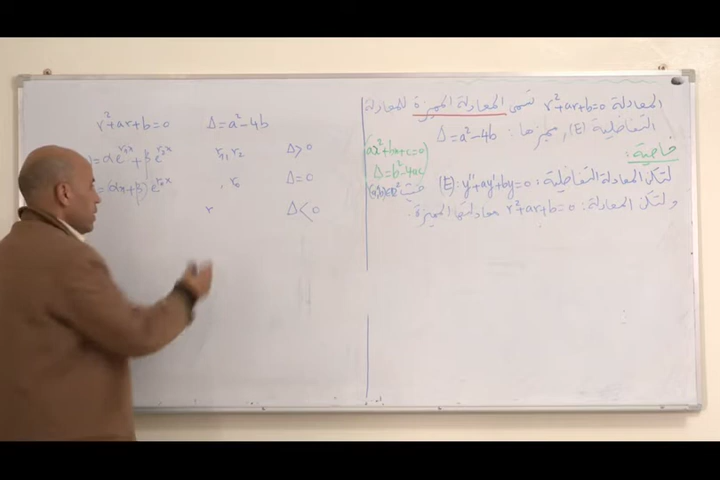 المعادلة r²+ar+b=0 تسمى المعادلة المميزة للمعادلة
التفاضلية (E), مميزها : Δ=a²-4b
خاصية :
لتكن المعادلة التفاضلية : (E): y"+ay'+by=0
و لتكن المعادلة : r²+ar+b=0 معادلتها المميزة.
(ax²+bx+c=0)
Δ=b²-4ac
r²+ar+b=0 Δ=a²-4b
)=αe^{r₁x}+βe^{r₂x} r₁, r₂ Δ>0
=(αx+β)e^{r₀x} , r₀ Δ=0
r Δ<0